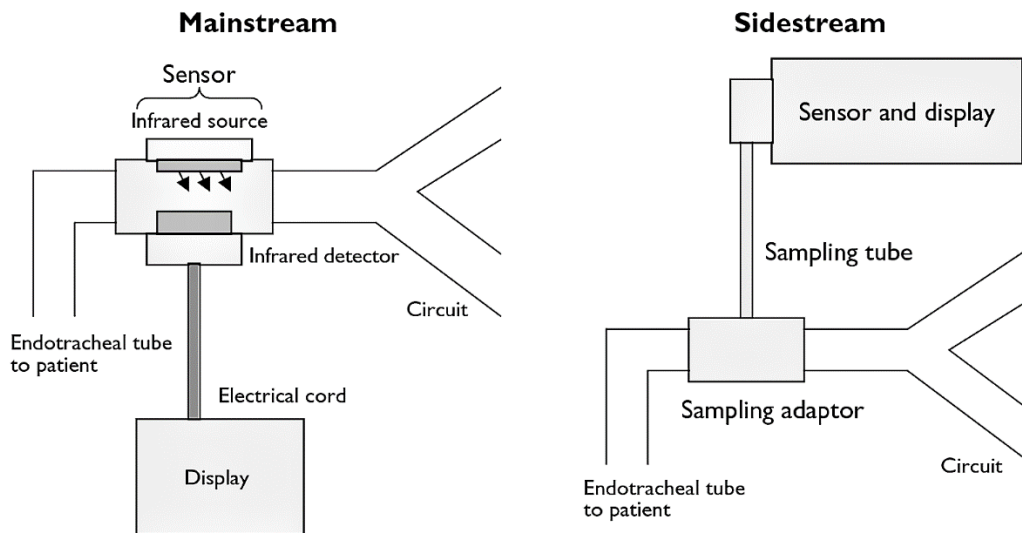 Mainstream
Sensor
Infrared source
Infrared detector
Circuit
Endotracheal tube
to patient
Electrical cord
Display
Sidestream
Sensor and display
Sampling tube
Sampling adaptor
Circuit
Endotracheal tube
to patient